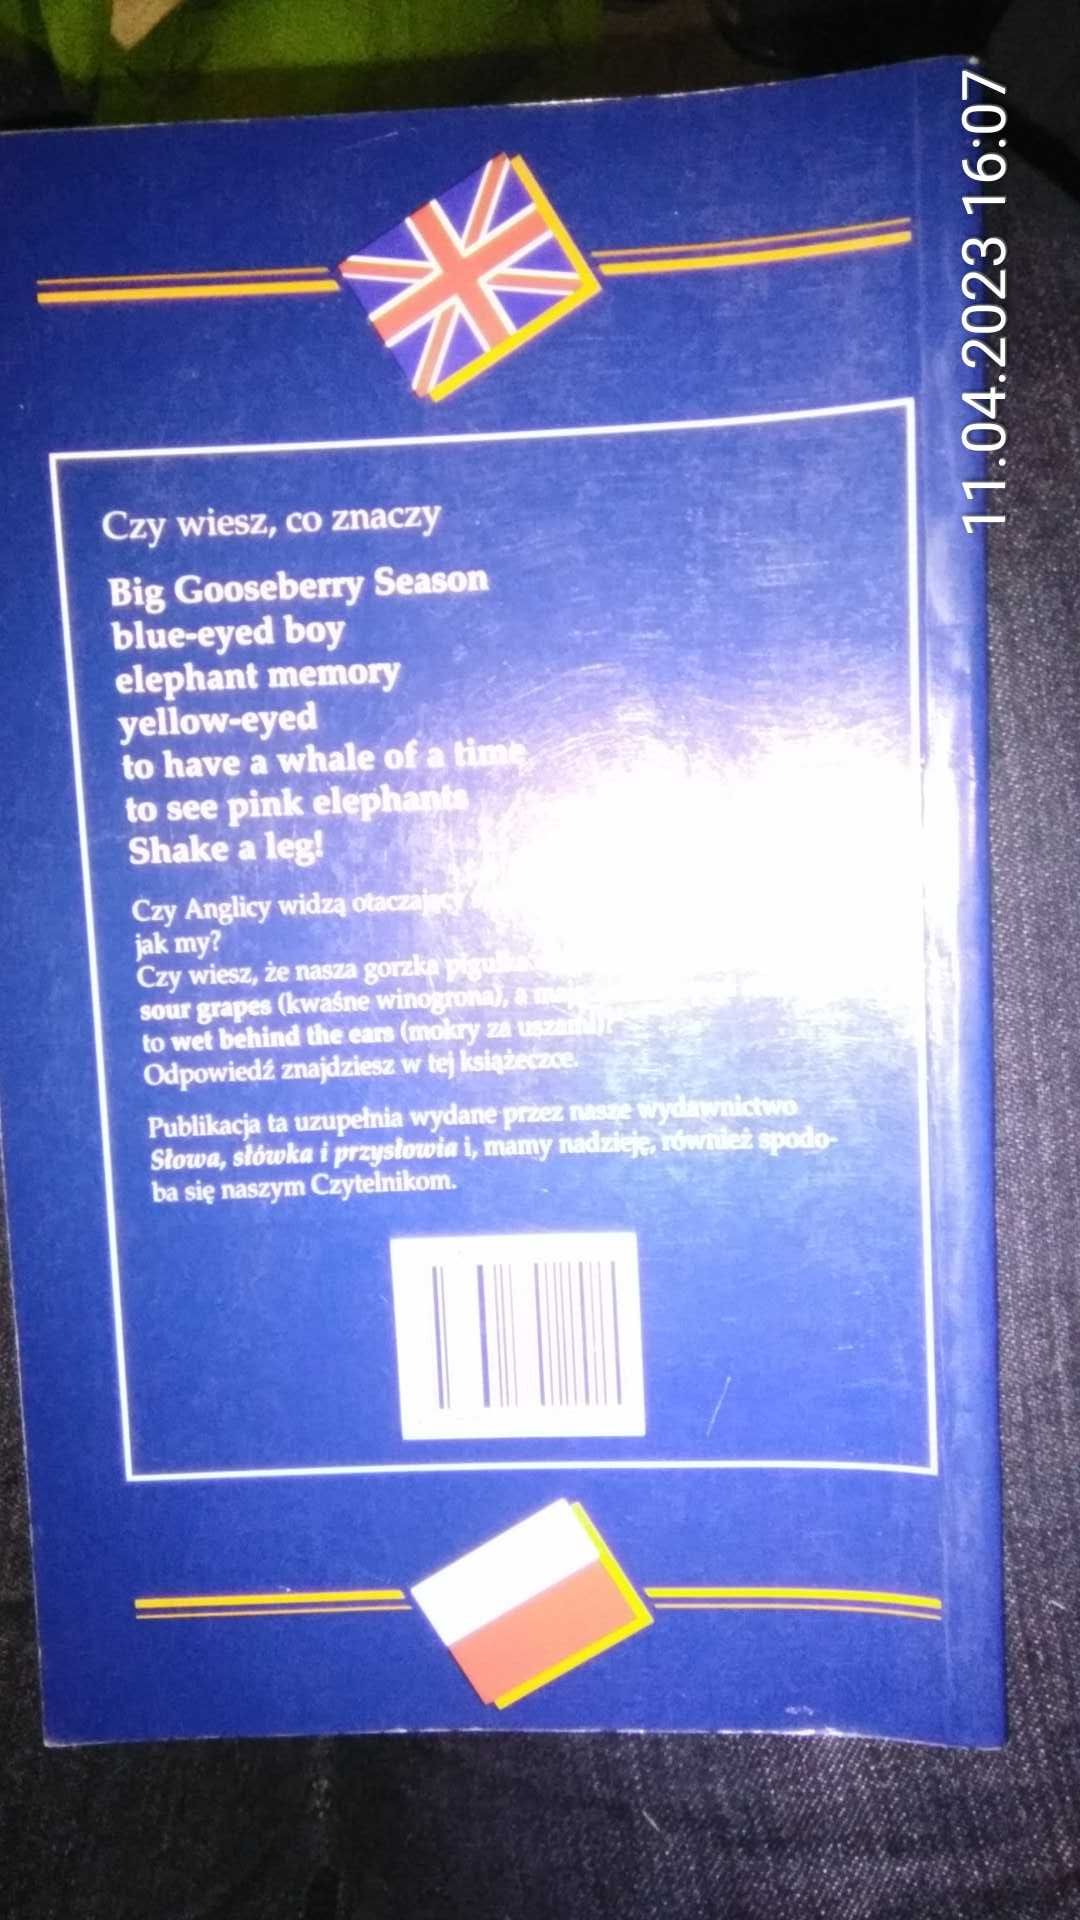 11.04.2023 16:07
Czy wiesz, co znaczy
Big Gooseberry Season
blue-eyed boy
elephant memory
yellow-eyed
to have a whale of a time
to see pink elephants
Shake a leg!
Czy Anglicy widzą otaczający
jak my?
Czy wiesz, że nasza gorzka pigułka
sour grapes (kwaśne winogrona), a
to wet behind the ears (mokry za uszami)?
Odpowiedź znajdziesz w tej książeczce.
Publikacja ta uzupełnia wydane przez nasze wydawnictwo
Słowa, słówka i przysłowia i, mamy nadzieję, również spodo-
ba się naszym Czytelnikom.